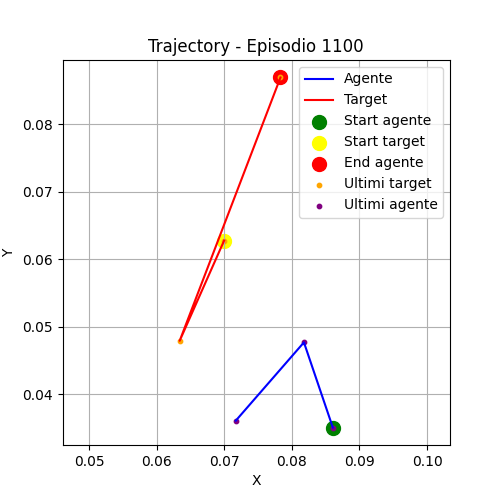 Trajectory - Episodio 1100
Agente
Target
Start agente
Start target
End agente
Ultimi target
Ultimi agente
0.08
0.07
0.06
0.05
0.04
Y
0.05 0.06 0.07 0.08 0.09 0.10
X